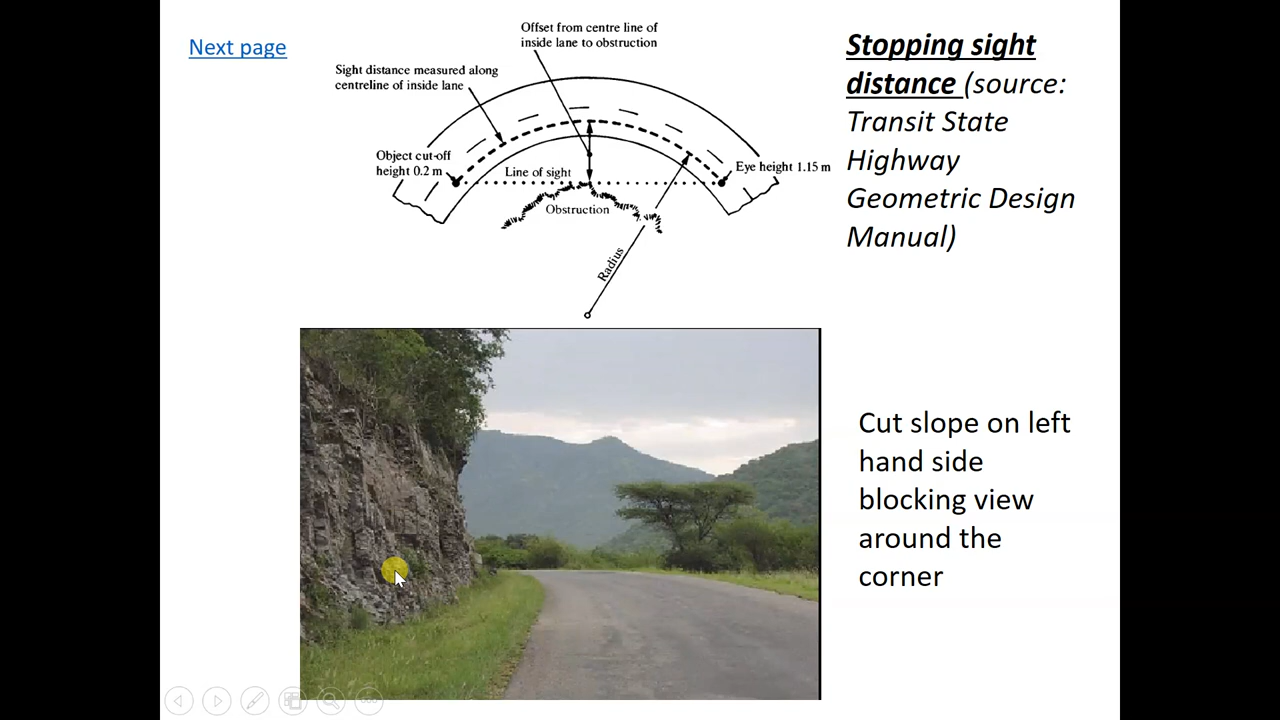 Next page
Offset from centre line of
inside lane to obstruction
Sight distance measured along
centreline of inside lane
Object cut-off
height 0.2 m
Line of sight
Eye height 1.15 m
Obstruction
Radius
Stopping sight
distance (source:
Transit State
Highway
Geometric Design
Manual)
Cut slope on left
hand side
blocking view
around the
corner